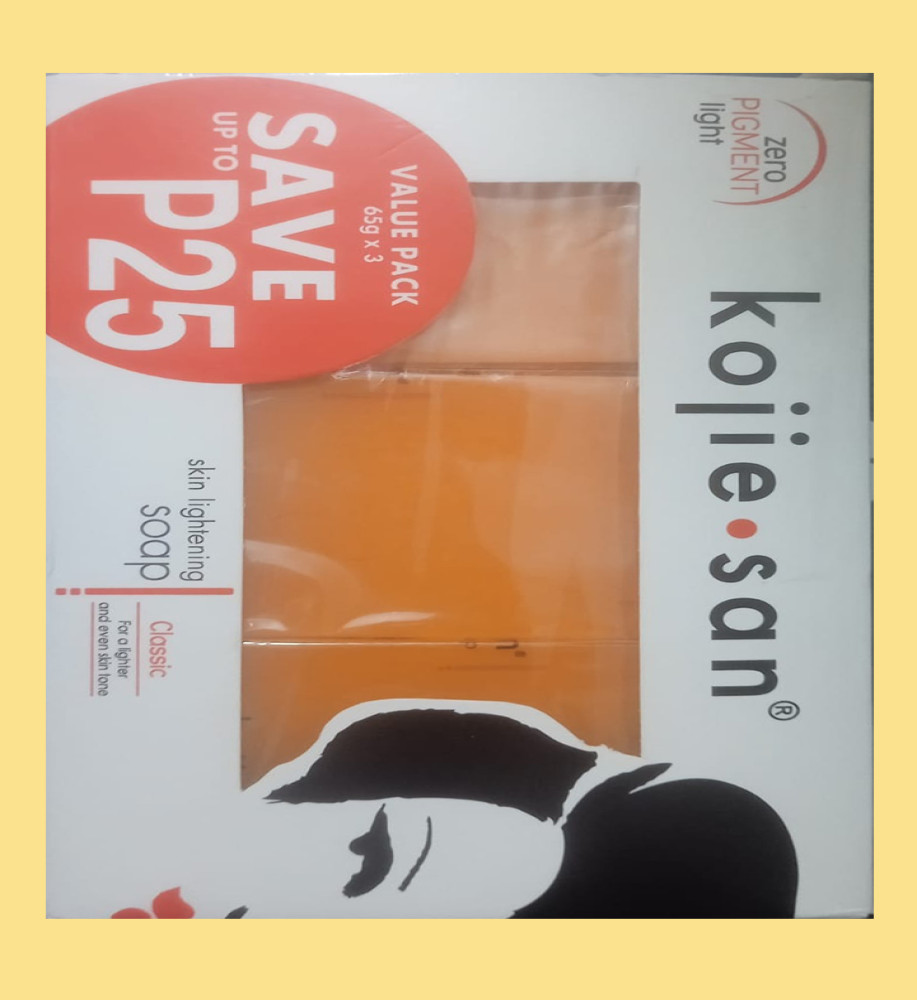 zero
PIGMENT
light
kojie•san®
VALUE PACK
65g x 3
SAVE
UP TO
P25
skin lightening
soap
Classic
For a lighter
and even skin tone